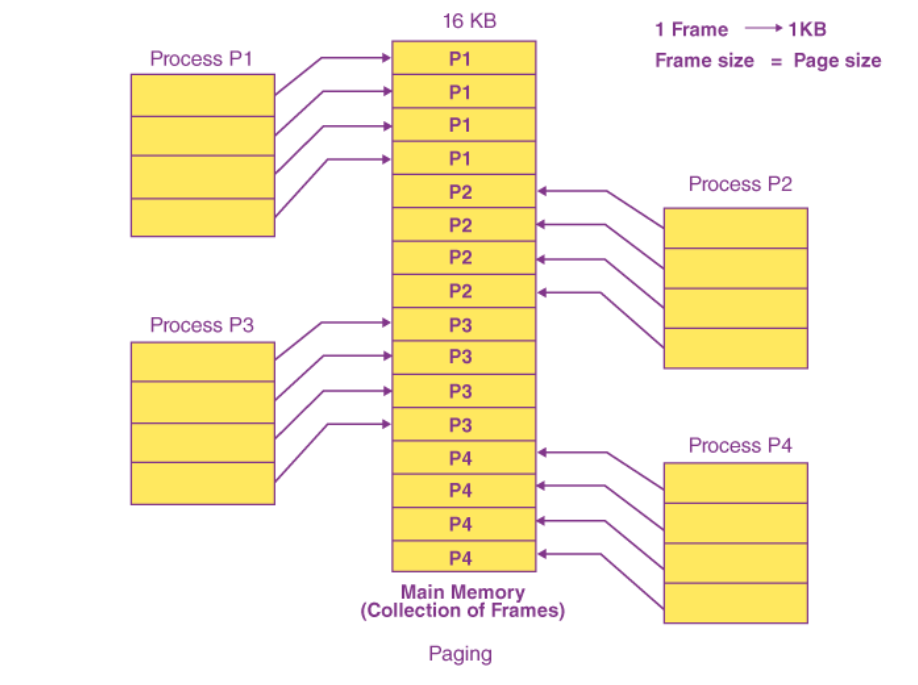 16 KB
1 Frame → 1KB
Frame size = Page size
Process P1
P1
P1
P1
P1
Process P2
P2
P2
P2
P2
Process P3
P3
P3
P3
P3
Process P4
P4
P4
P4
P4
Main Memory
(Collection of Frames)
Paging